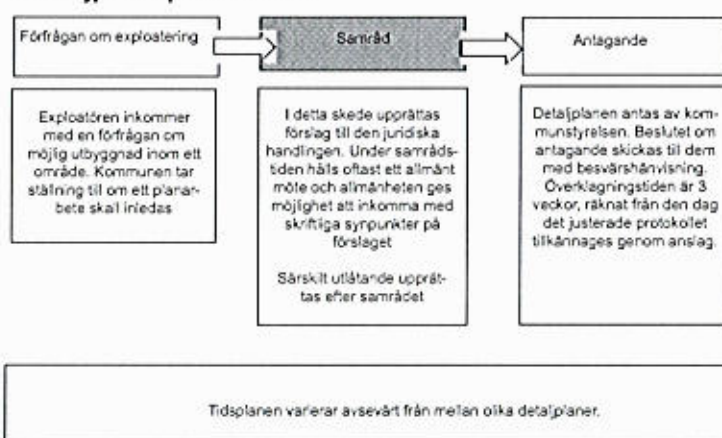 Förfrågan om exploatering
Samråd
Antagande
Exploatören inkommer
med en förfrågan om
möjlig utbyggnad inom ett
område. Kommunen tar
ställning till om ett planar-
bete skall inledas
I detta skede upprättas
förslag till den juridiska
handlingen. Under samråds-
tiden hålls oftast ett allmänt
möte och allmänheten ges
möjlighet att inkomma med
skriftliga synpunkter på
förslaget
Särskilt utlåtande upprät-
tas efter samrådet
Detaljplanen antas av kom-
munstyrelsen. Beslutet om
antagande skickas till dem
med besvärshänvisning.
Överklagningstiden är 3
veckor, räknat från den dag
det justerade protokollet
tillkännages genom anslag.
Tidsplanen varierar avsevärt från mellan olika detaljplaner.